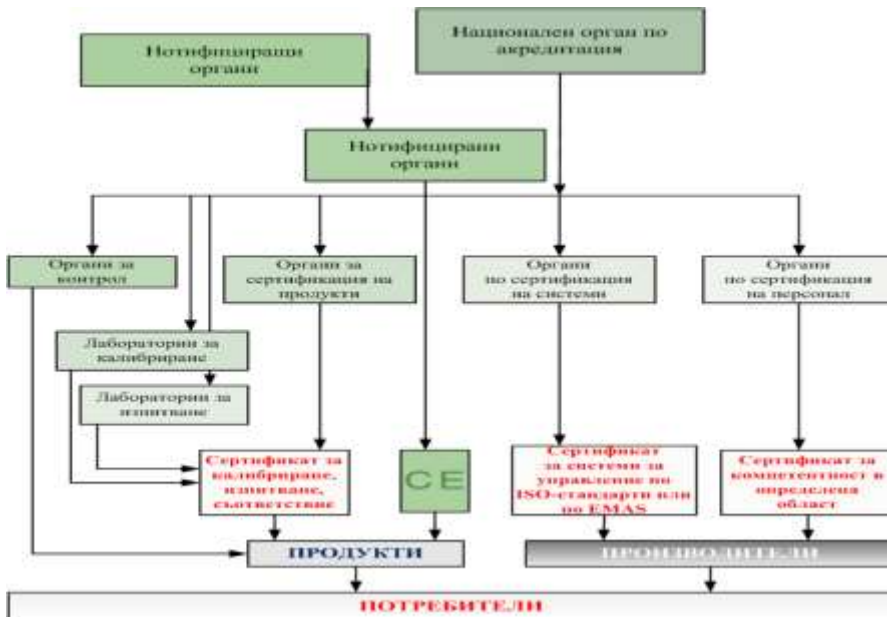 Национален орган по
акредитация
Нотифициращи
органи
Нотифицирани
органи
Органи за
контрол
Органи за
сертификация на
продукти
Органи
по сертификация
на системи
Органи
по сертификация
на персонал
Лаборатории за
калибриране
Лаборатории за
изпитване
Сертификат за
калибриране,
изпитване,
съответствие
CE
Сертификат
за системи за
управление по
ISO-стандарти или
по EMAS
Сертификат за
компетентност в
определена
област
ПРОДУКТИ
ПРОИЗВОДИТЕЛИ
ПОТРЕБИТЕЛИ